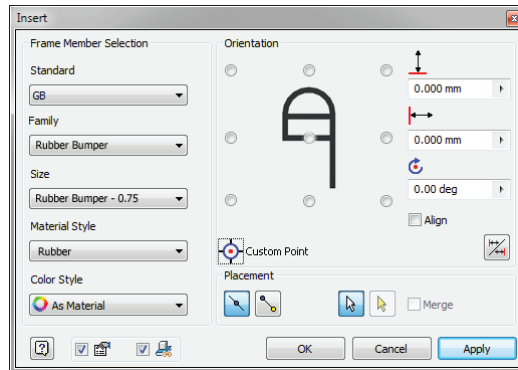 Insert
Frame Member Selection
Standard
GB
Family
Rubber Bumper
Size
Rubber Bumper - 0.75
Material Style
Rubber
Color Style
As Material
Orientation
0.000 mm
0.000 mm
0.00 deg
Align
Custom Point
Placement
Merge
OK
Cancel
Apply